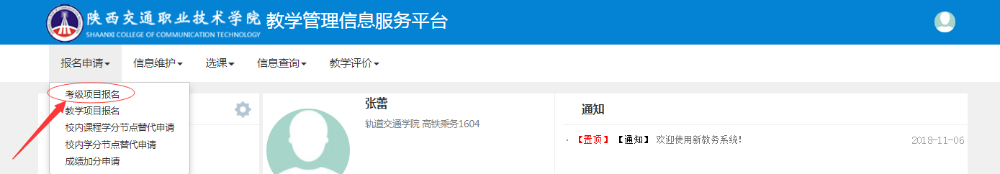 陕西交通职业技术学院 教学管理信息服务平台
SHAANXI COLLEGE OF COMMUNICATION TECHNOLOGY
报名申请 信息维护 选课 信息查询 教学评价
考级项目报名
教学项目报名
校内课程学分节点替代申请
校内学分节点替代申请
成绩加分申请
张蕾
轨道交通学院 高铁乘务1604
通知
· 【置顶】【通知】 欢迎使用新教务系统! 2018-11-06